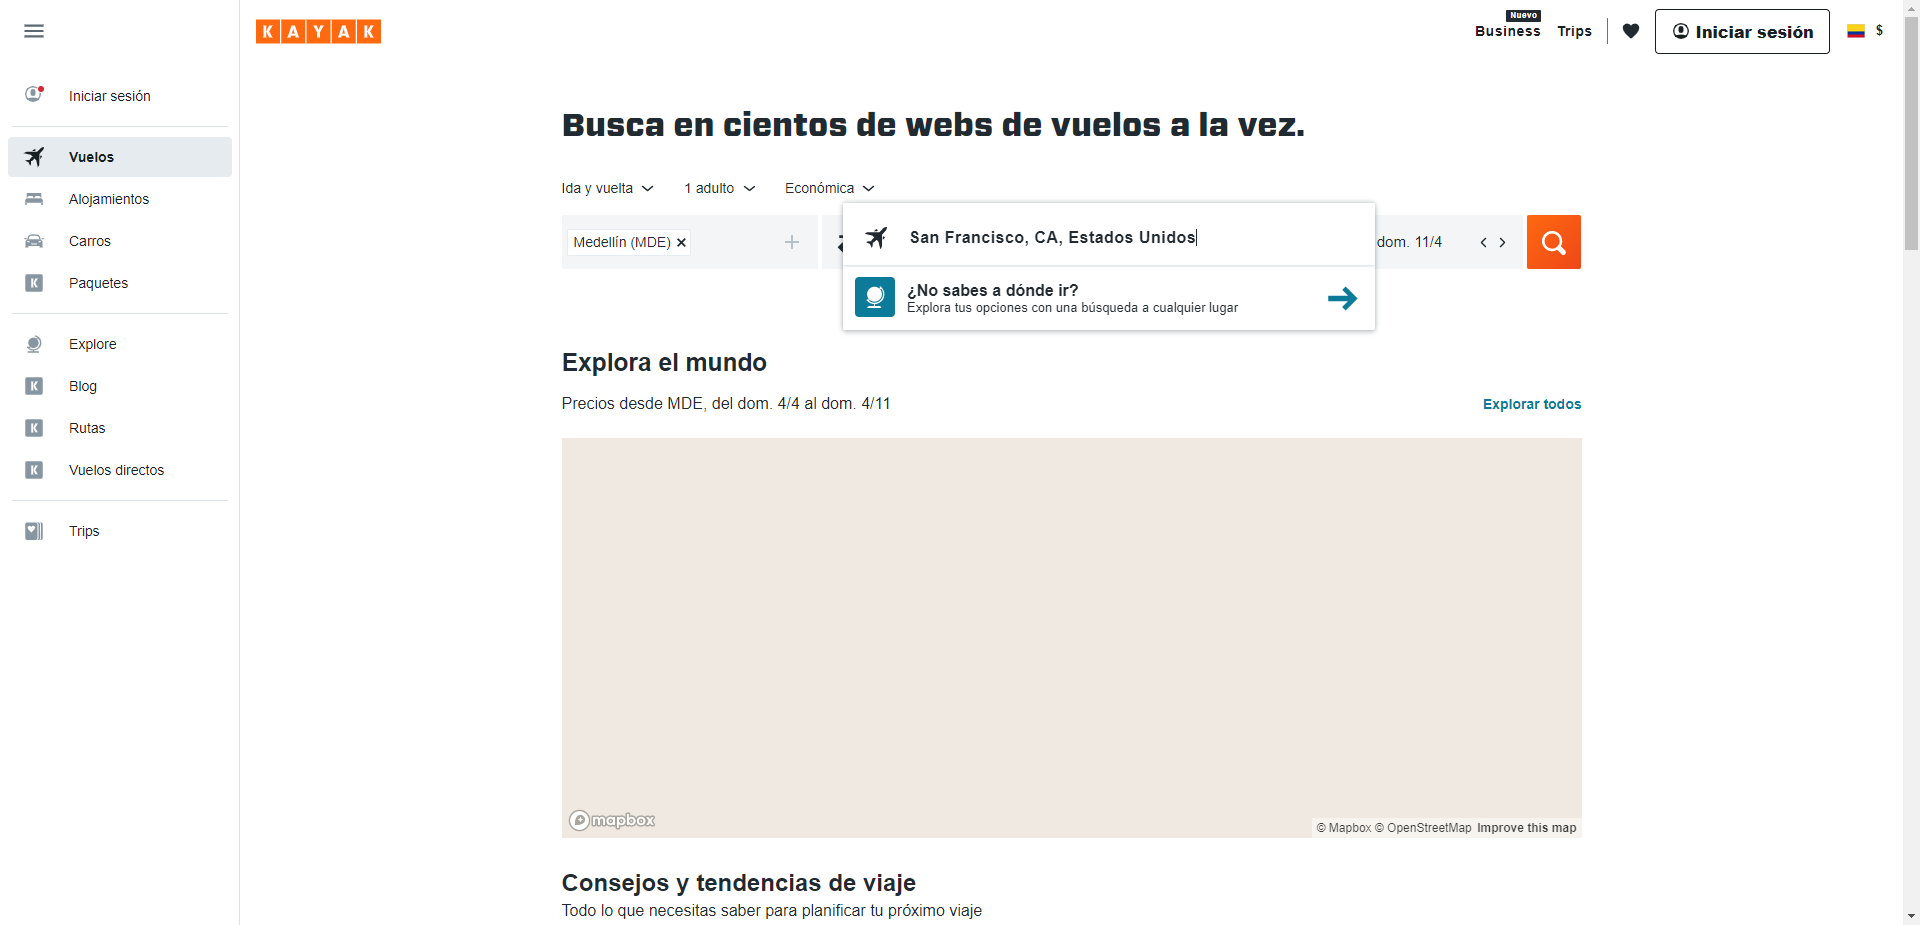 KAYAK
Nuevo
Business
Trips
Iniciar sesión
$
Iniciar sesión
Vuelos
Alojamientos
Carros
Paquetes
Explore
Blog
Rutas
Vuelos directos
Trips
Busca en cientos de webs de vuelos a la vez.
Ida y vuelta
1 adulto
Económica
Medellín (MDE)
San Francisco, CA, Estados Unidos
dom. 11/4
¿No sabes a dónde ir?
Explora tus opciones con una búsqueda a cualquier lugar
Explora el mundo
Precios desde MDE, del dom. 4/4 al dom. 4/11
Explorar todos
mapbox
© Mapbox © OpenStreetMap Improve this map
Consejos y tendencias de viaje
Todo lo que necesitas saber para planificar tu próximo viaje